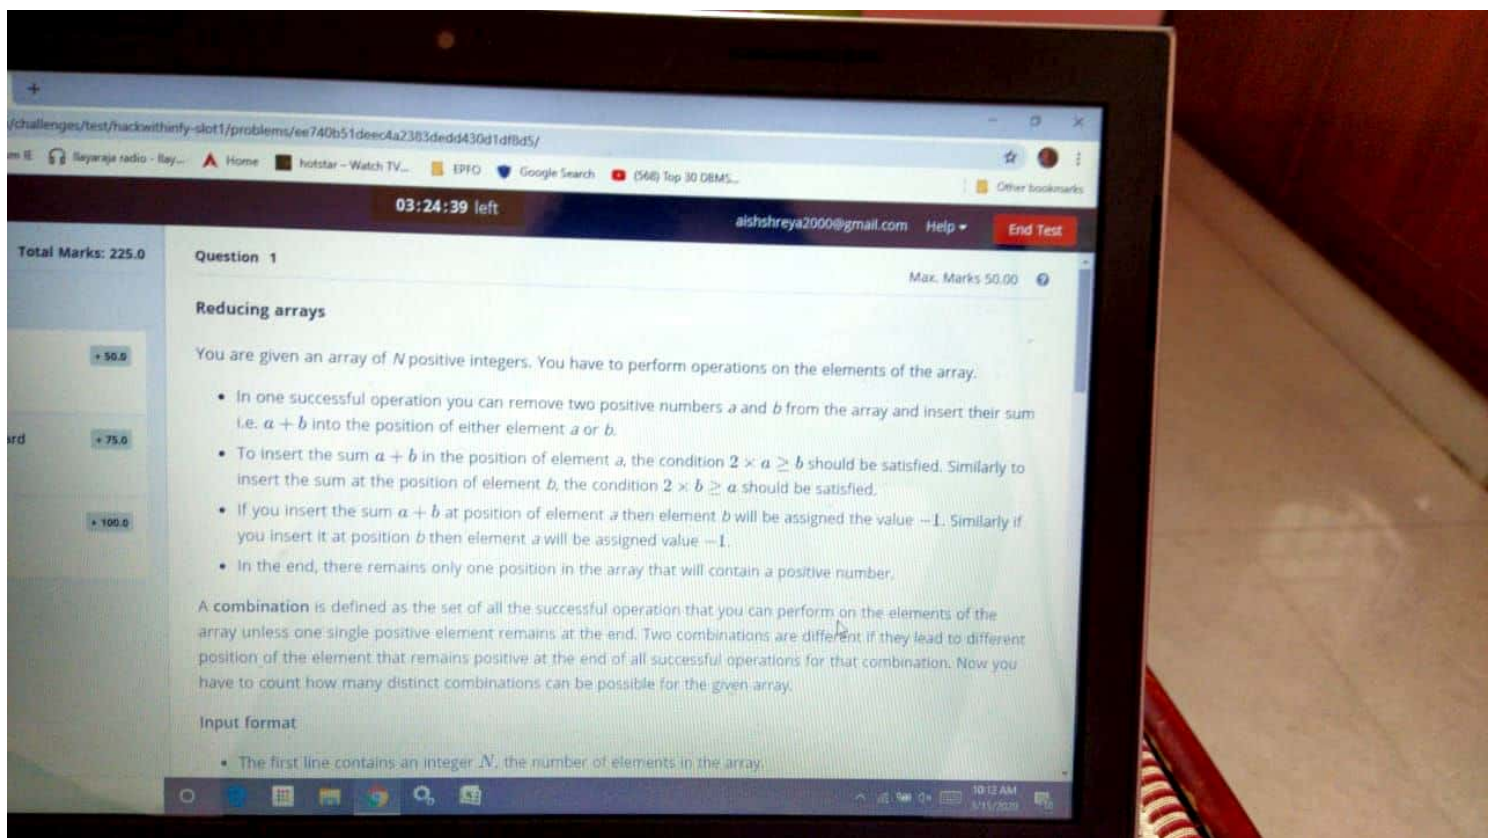 +
/challenges/test/hackwithinfy-slot1/problems/ee740b51deec4a2383dedd430d1df8d5/
Ilayaraja radio - Ilay... Home hotstar – Watch TV... EPFO Google Search (568) Top 30 DBMS... Other bookmarks
03:24:39 left aishshreya2000@gmail.com Help End Test
Total Marks: 225.0
Question 1
Max. Marks 50.00
Reducing arrays
+ 50.0
You are given an array of N positive integers. You have to perform operations on the elements of the array.
• In one successful operation you can remove two positive numbers a and b from the array and insert their sum
i.e. a + b into the position of either element a or b.
ard + 75.0
• To insert the sum a + b in the position of element a, the condition 2 × a ≥ b should be satisfied. Similarly to
insert the sum at the position of element b, the condition 2 × b ≥ a should be satisfied.
+ 100.0
• If you insert the sum a + b at position of element a then element b will be assigned the value −1. Similarly if
you insert it at position b then element a will be assigned value −1.
• In the end, there remains only one position in the array that will contain a positive number.
A combination is defined as the set of all the successful operation that you can perform on the elements of the
array unless one single positive element remains at the end. Two combinations are different if they lead to different
position of the element that remains positive at the end of all successful operations for that combination. Now you
have to count how many distinct combinations can be possible for the given array.
Input format
• The first line contains an integer N, the number of elements in the array.
10:12 AM
5/15/2020